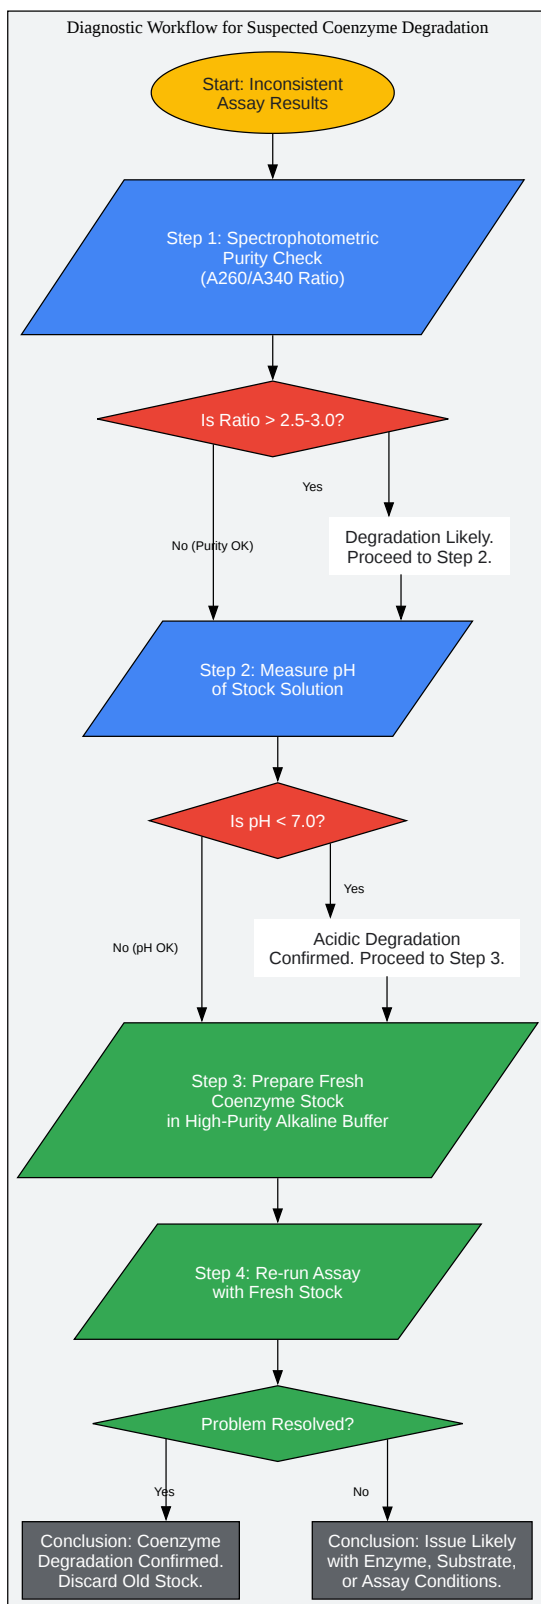 Diagnostic Workflow for Suspected Coenzyme Degradation
Start: Inconsistent
Assay Results
Step 1: Spectrophotometric
Purity Check
(A260/A340 Ratio)
Is Ratio > 2.5-3.0?
Yes
No (Purity OK)
Degradation Likely.
Proceed to Step 2.
Step 2: Measure pH
of Stock Solution
Is pH < 7.0?
Yes
No (pH OK)
Acidic Degradation
Confirmed. Proceed to Step 3.
Step 3: Prepare Fresh
Coenzyme Stock
in High-Purity Alkaline Buffer
Step 4: Re-run Assay
with Fresh Stock
Problem Resolved?
Yes
No
Conclusion: Coenzyme
Degradation Confirmed.
Discard Old Stock.
Conclusion: Issue Likely
with Enzyme, Substrate,
or Assay Conditions.